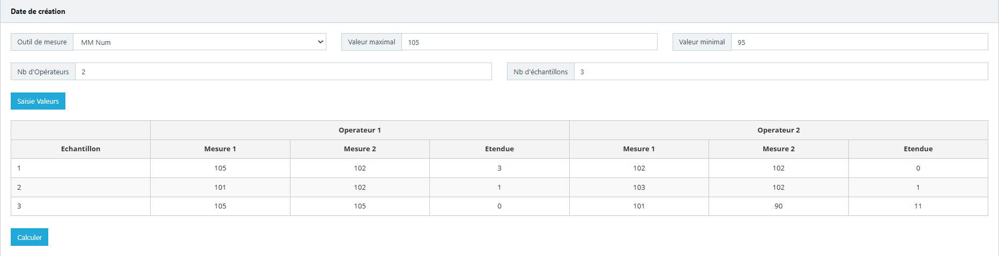 Date de création
Outil de mesure MM Num Valeur maximal 105 Valeur minimal 95
Nb d'Opérateurs 2 Nb d'échantillons 3
Saisie Valeurs
Operateur 1 Operateur 2
Echantillon Mesure 1 Mesure 2 Etendue Mesure 1 Mesure 2 Etendue
1 105 102 3 102 102 0
2 101 102 1 103 102 1
3 105 105 0 101 90 11
Calculer